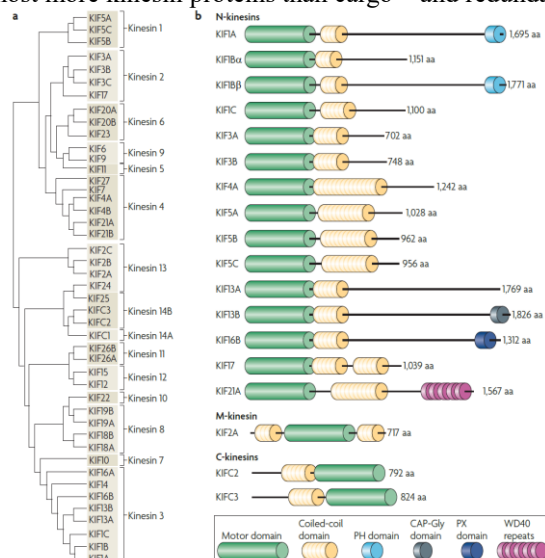 ost more kinesin proteins than cargo
and redunda
a
KIF5A
KIF5C
KIF5B
Kinesin 1
KIF3A
KIF3B
KIF3C
KIF17
Kinesin 2
KIF20A
KIF20B
KIF23
Kinesin 6
KIF6
KIF9
Kinesin 9
KIF11
Kinesin 5
KIF27
KIF7
KIF4A
KIF4B
KIF21A
KIF21B
Kinesin 4
KIF2C
KIF2B
KIF2A
KIF24
Kinesin 13
KIF25
KIFC3
KIFC2
Kinesin 14B
KIFC1
Kinesin 14A
KIF26B
KIF26A
Kinesin 11
KIF15
KIF12
Kinesin 12
KIF22
Kinesin 10
KIF19B
KIF19A
KIF18B
KIF18A
Kinesin 8
KIF10
Kinesin 7
KIF16A
KIF14
KIF16B
KIF13B
KIF13A
KIF1C
KIF1B
Kinesin 3
b N-kinesins
KIF1A 1,695 aa
KIF1Bα 1,151 aa
KIF1Bβ 1,771 aa
KIF1C 1,100 aa
KIF3A 702 aa
KIF3B 748 aa
KIF4A 1,242 aa
KIF5A 1,028 aa
KIF5B 962 aa
KIF5C 956 aa
KIF13A 1,769 aa
KIF13B 1,826 aa
KIF16B 1,312 aa
KIF17 1,039 aa
KIF21A 1,567 aa
M-kinesin
KIF2A 717 aa
C-kinesins
KIFC2 792 aa
KIFC3 824 aa
Motor domain
Coiled-coil
domain
PH domain
CAP-Gly
domain
PX
domain
WD40
repeats